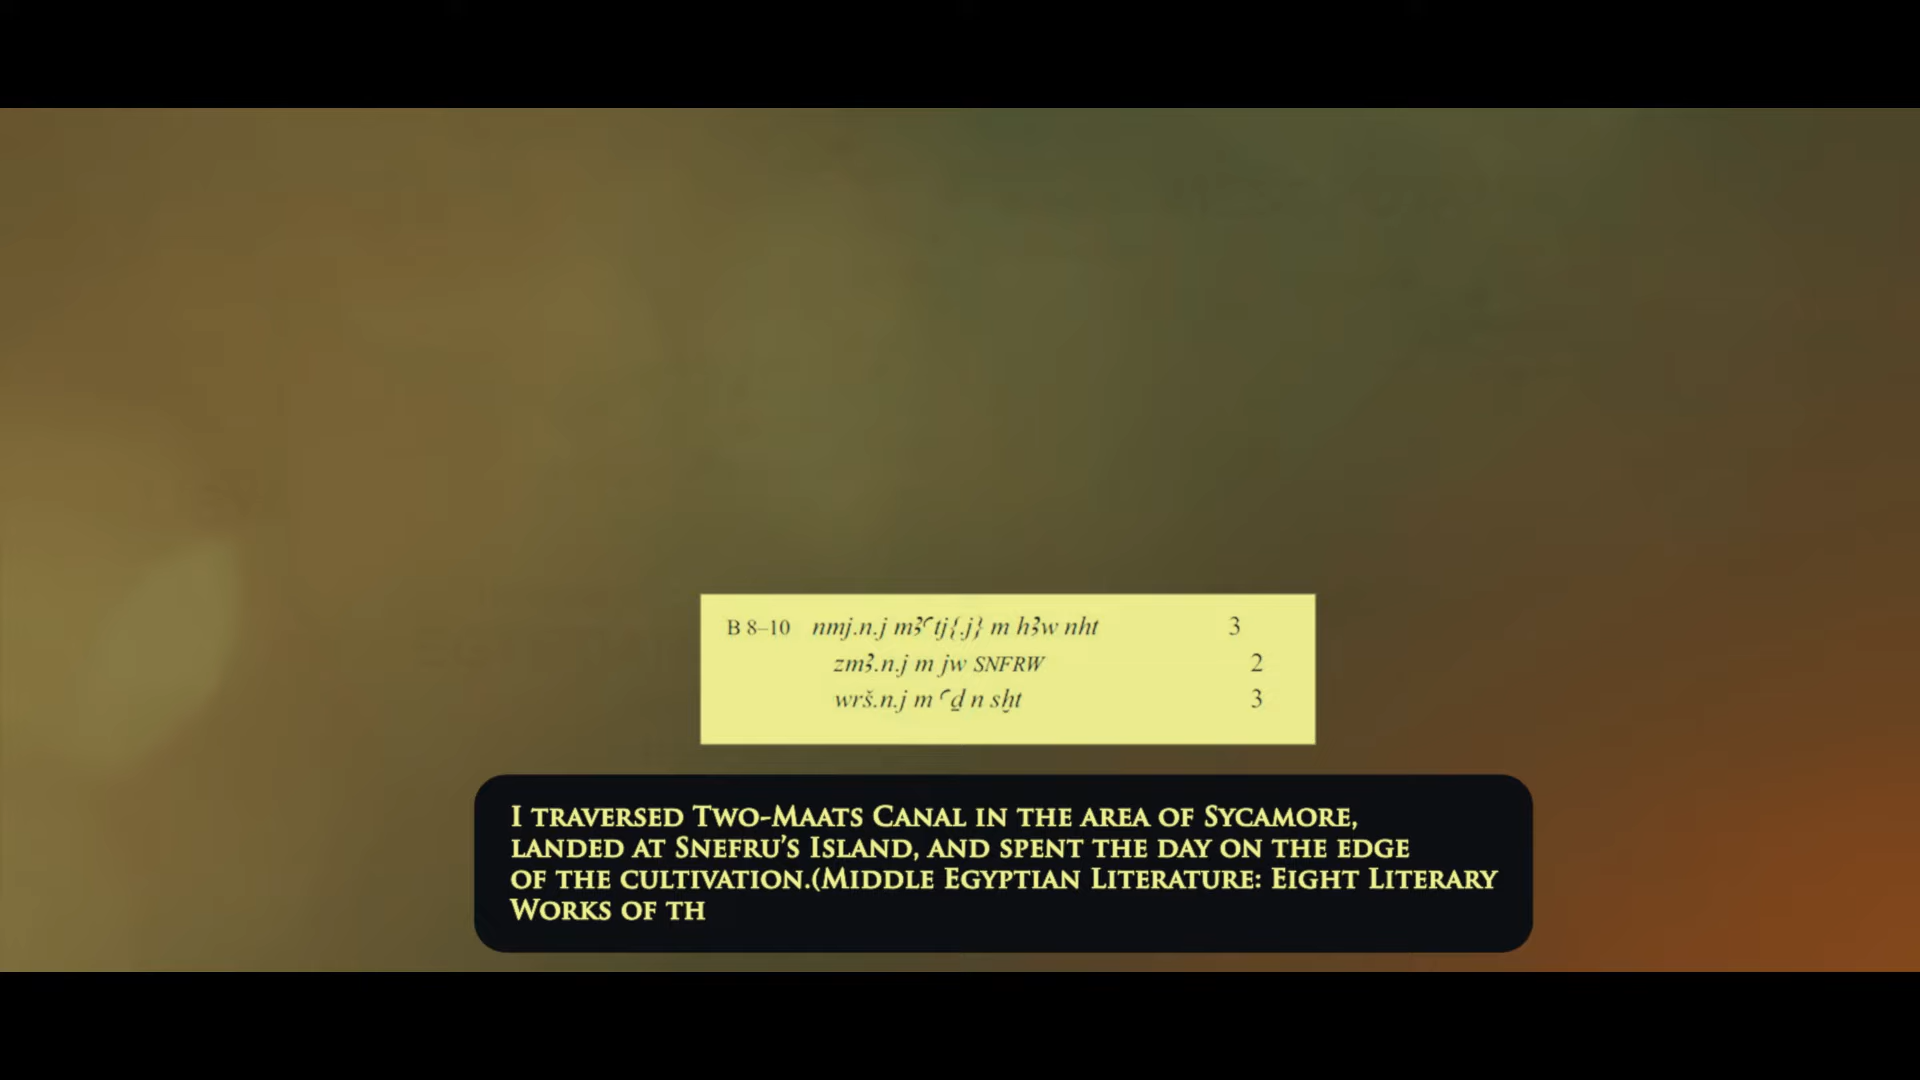 B 8–10 nmj.n.j mꜣꜥtj{.j} m hꜣw nht 3
zmꜣ.n.j m jw SNFRW 2
wrš.n.j m ꜥḏ n sḫt 3
I traversed Two-Maats Canal in the area of Sycamore,
landed at Snefru’s Island, and spent the day on the edge
of the cultivation.(Middle Egyptian Literature: Eight Literary
Works of th